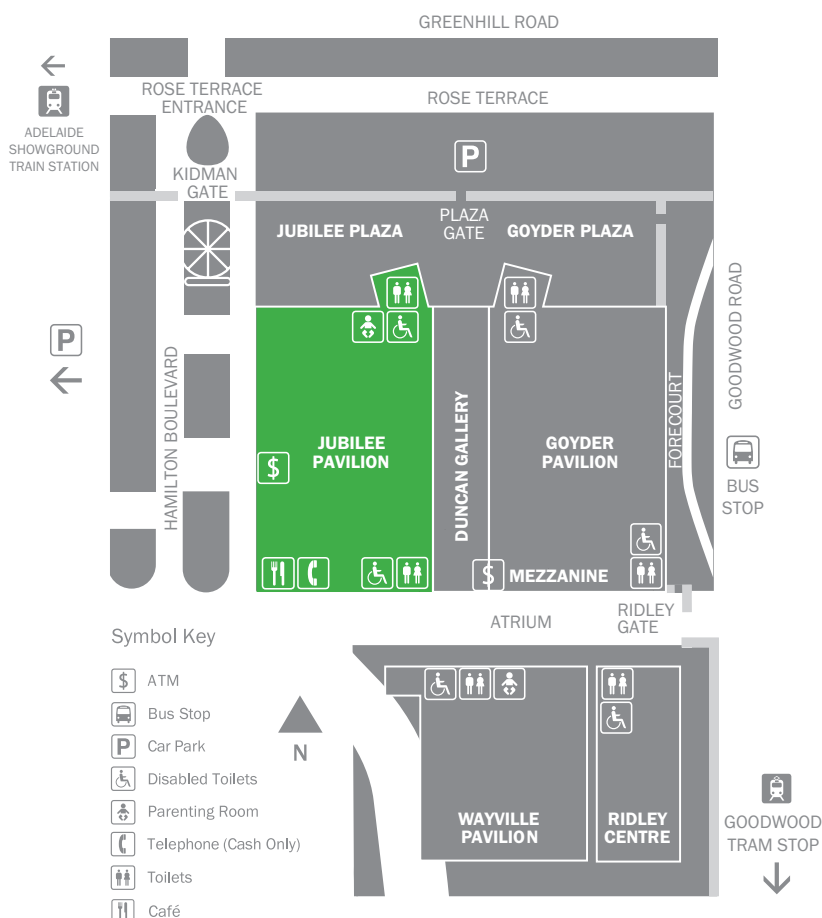 GREENHILL ROAD
ROSE TERRACE
ENTRANCE
ROSE TERRACE
ADELAIDE
SHOWGROUND
TRAIN STATION
P
KIDMAN
GATE
JUBILEE PLAZA
PLAZA
GATE
GOYDER PLAZA
GOODWOOD ROAD
P
HAMILTON BOULEVARD
JUBILEE
PAVILION
$
DUNCAN GALLERY
GOYDER
PAVILION
FORECOURT
BUS
STOP
$
MEZZANINE
ATRIUM
RIDLEY
GATE
Symbol Key
$ ATM
Bus Stop
P Car Park
Disabled Toilets
Parenting Room
Telephone (Cash Only)
Toilets
Café
N
WAYVILLE
PAVILION
RIDLEY
CENTRE
GOODWOOD
TRAM STOP